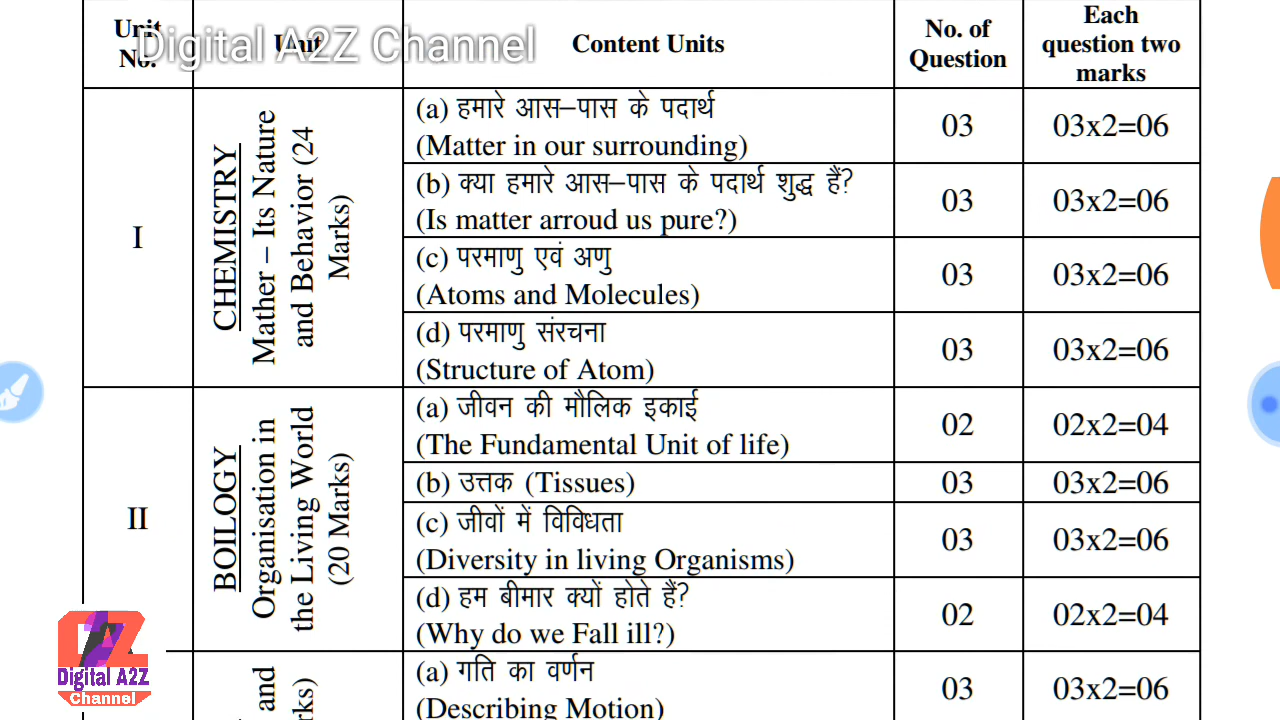 Unit No.
Unit
Content Units
No. of Question
Each question two marks
Digital A2Z Channel
I
CHEMISTRY
Mather – Its Nature
and Behavior (24
Marks)
(a) हमारे आस–पास के पदार्थ
(Matter in our surrounding)
03
03x2=06
(b) क्या हमारे आस–पास के पदार्थ शुद्ध हैं?
(Is matter arroud us pure?)
03
03x2=06
(c) परमाणु एवं अणु
(Atoms and Molecules)
03
03x2=06
(d) परमाणु संरचना
(Structure of Atom)
03
03x2=06
II
BOILOGY
Organisation in
the Living World
(20 Marks)
(a) जीवन की मौलिक इकाई
(The Fundamental Unit of life)
02
02x2=04
(b) उत्तक (Tissues)
03
03x2=06
(c) जीवों में विविधता
(Diversity in living Organisms)
03
03x2=06
(d) हम बीमार क्यों होते हैं?
(Why do we Fall ill?)
02
02x2=04
and
(a) गति का वर्णन
(Describing Motion)
03
03x2=06
Digital A2Z
Channel